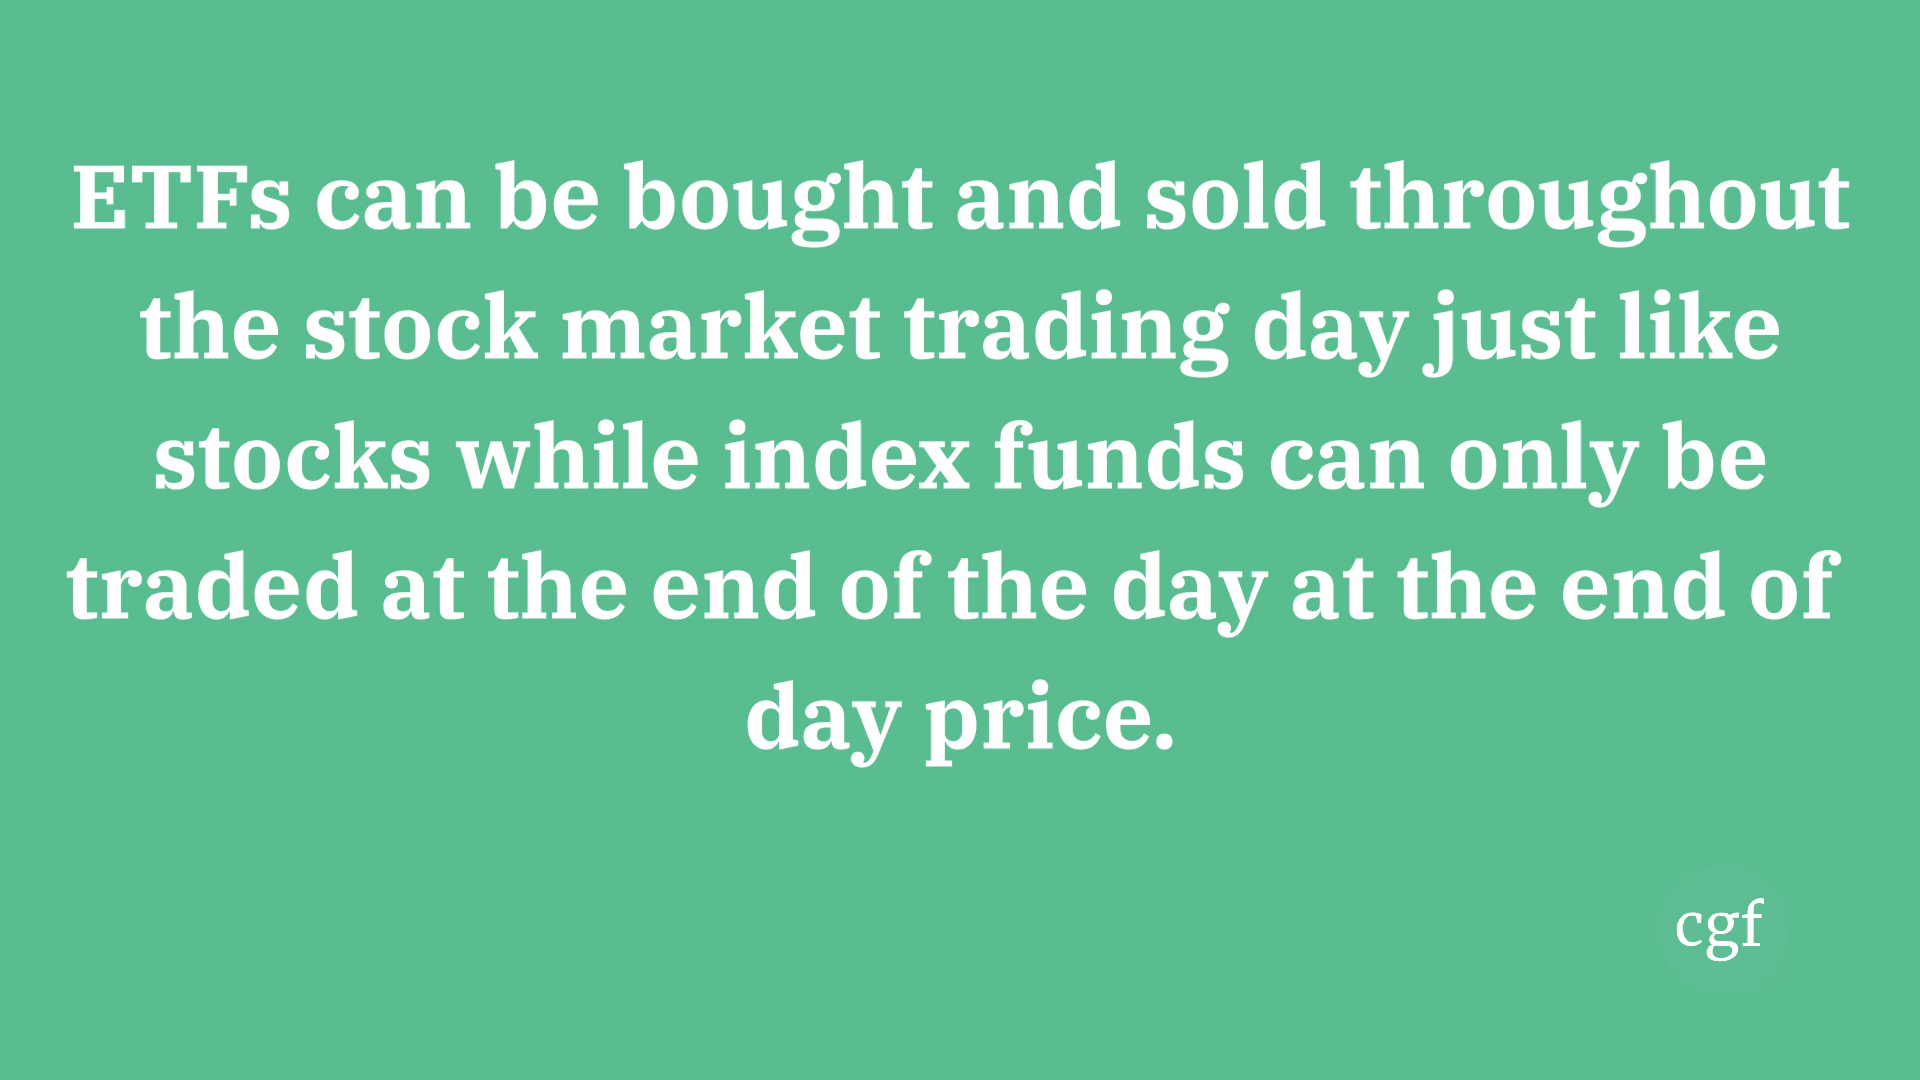 ETFs can be bought and sold throughout
the stock market trading day just like
stocks while index funds can only be
traded at the end of the day at the end of
day price.
cgf